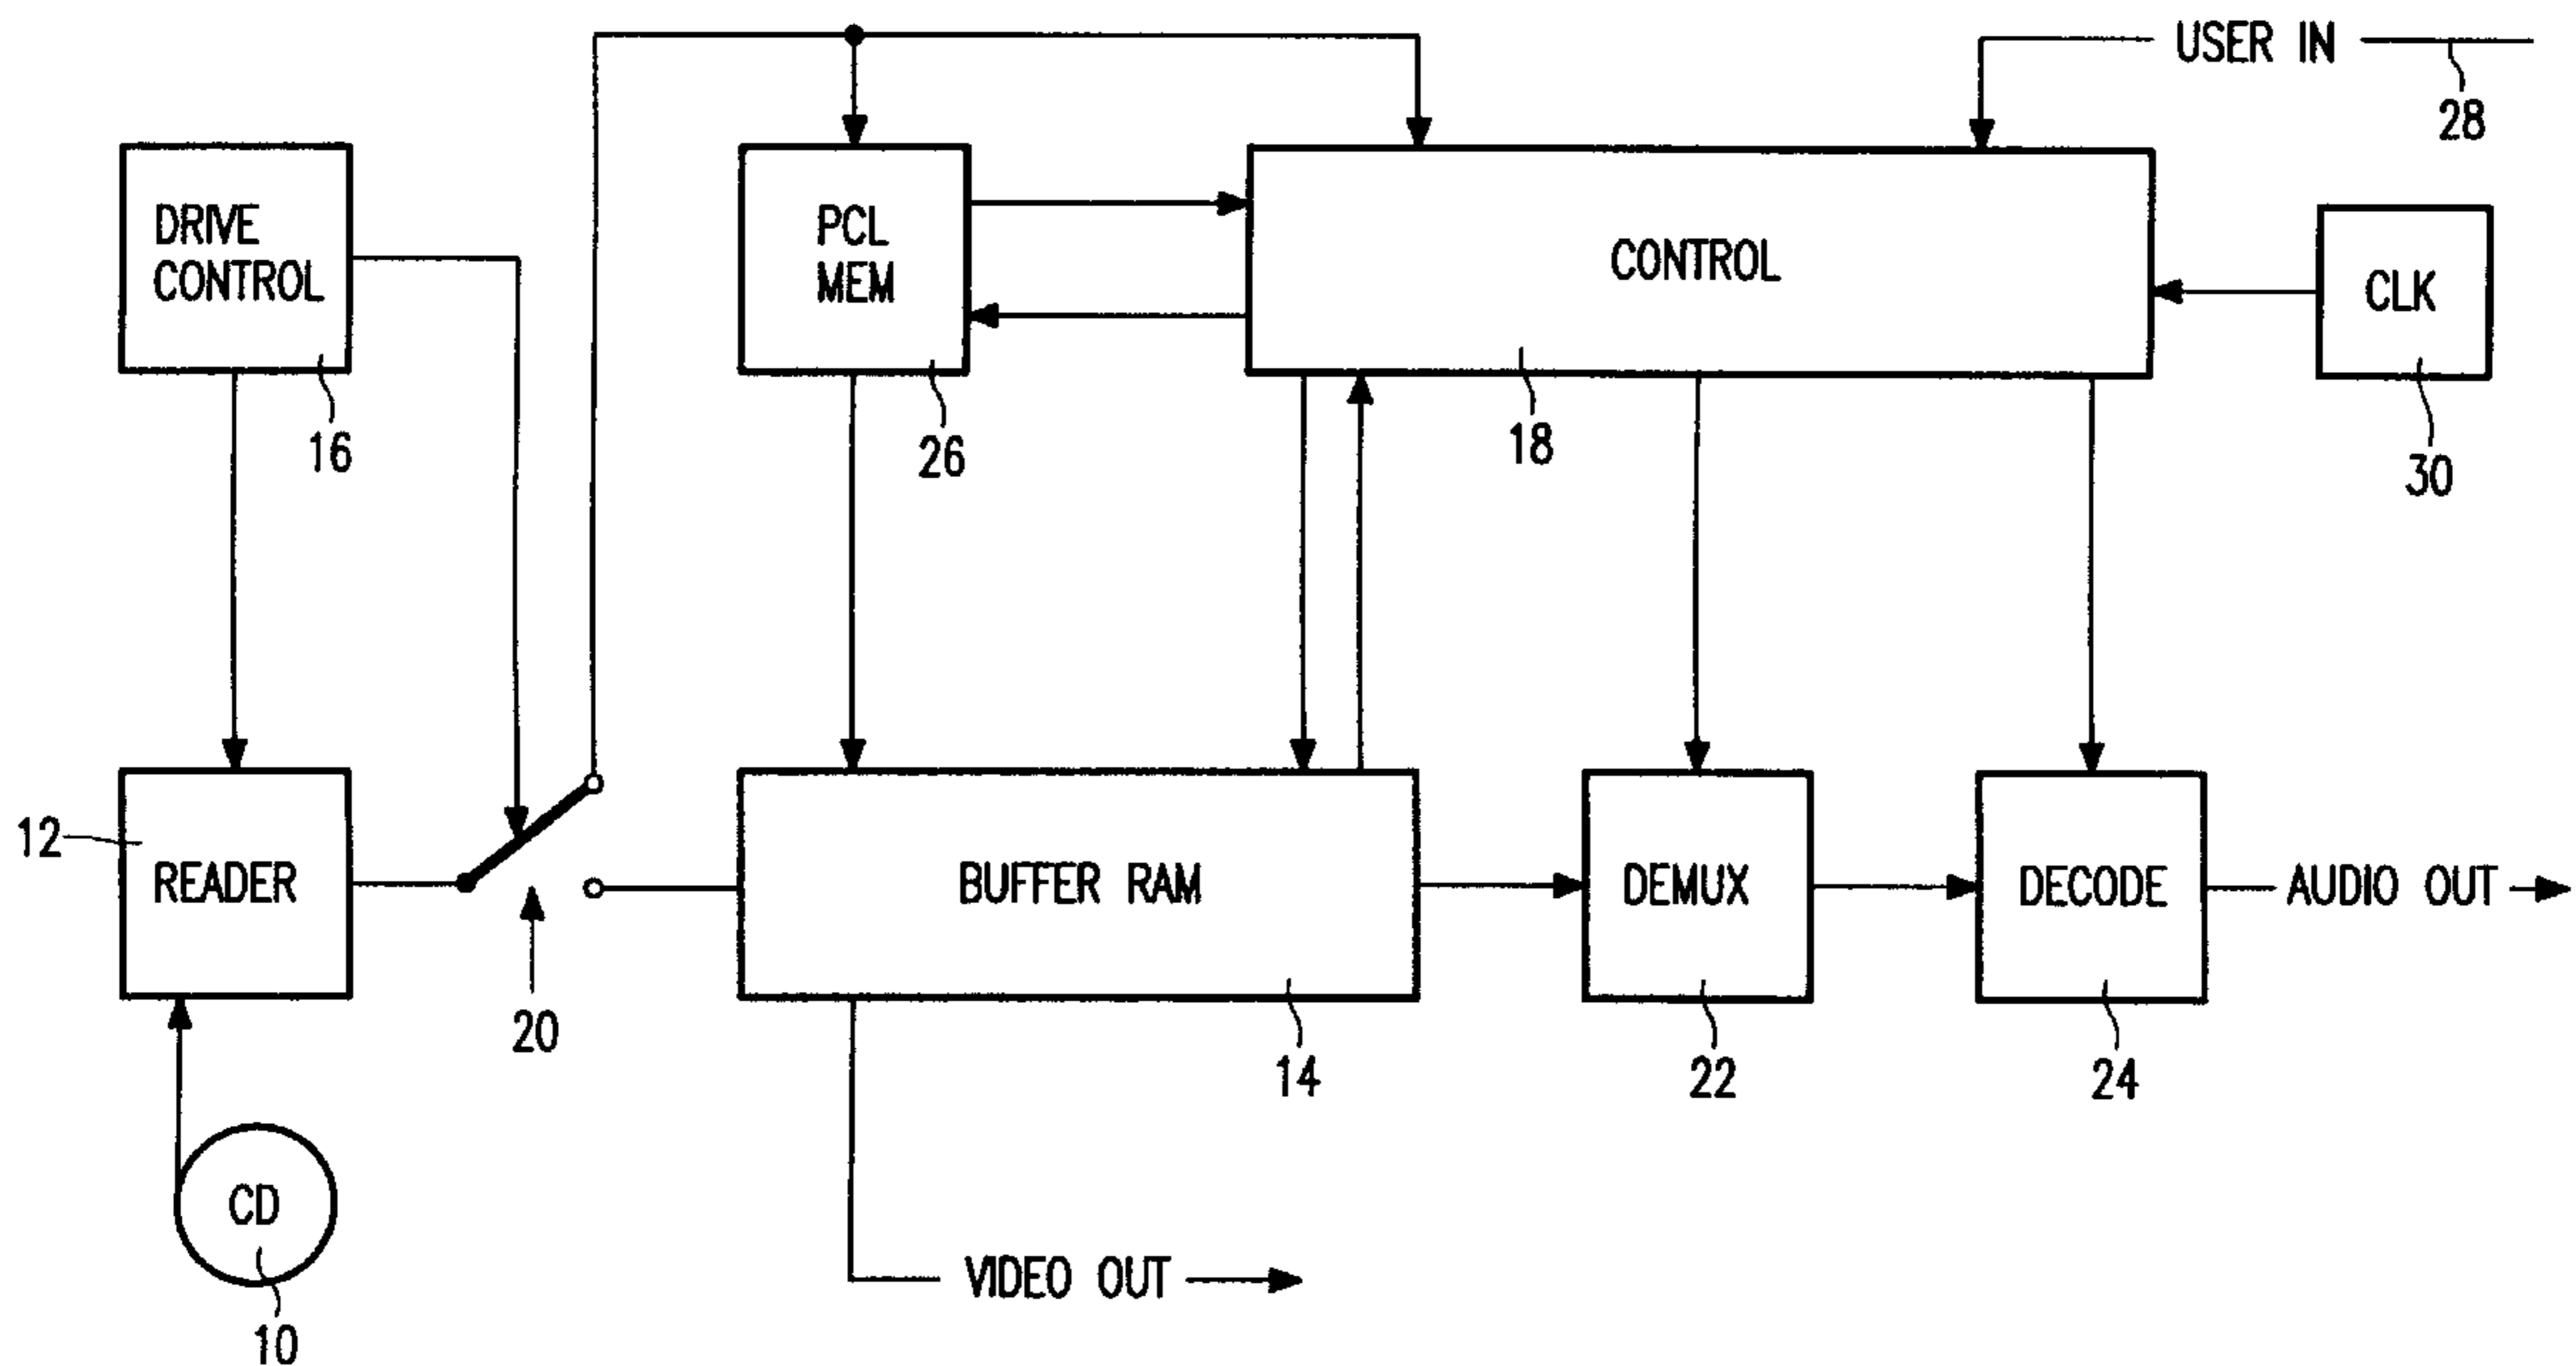 USER IN
28
DRIVE
CONTROL
16
PCL
MEM
26
CONTROL
18
CLK
30
12
READER
20
BUFFER RAM
14
DEMUX
22
DECODE
24
AUDIO OUT
CD
10
VIDEO OUT